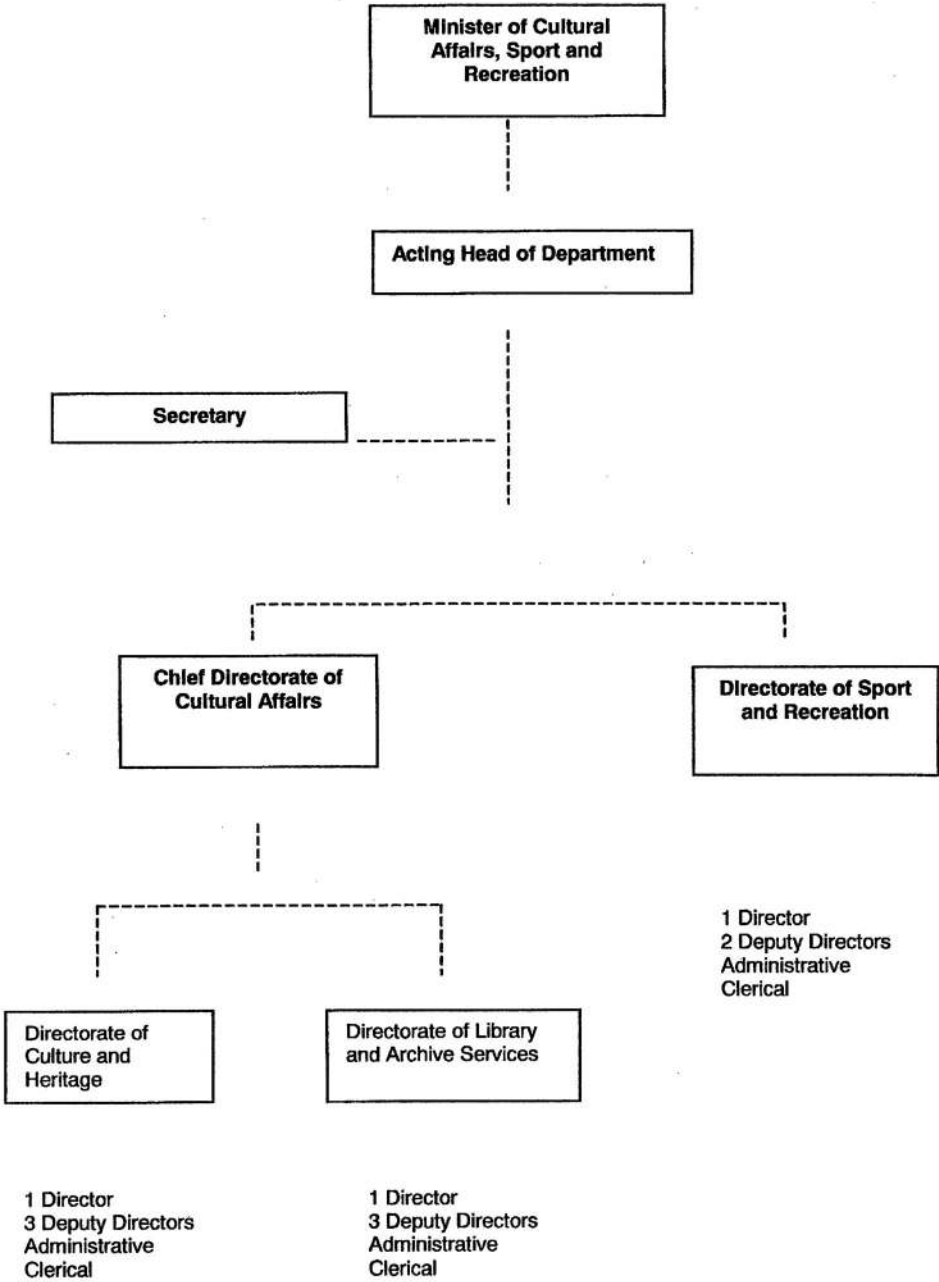 Minister of Cultural
Affairs, Sport and
Recreation
Acting Head of Department
Secretary
Chief Directorate of
Cultural Affairs
Directorate of Sport
and Recreation
1 Director
2 Deputy Directors
Administrative
Clerical
Directorate of
Culture and
Heritage
Directorate of Library
and Archive Services
1 Director
3 Deputy Directors
Administrative
Clerical
1 Director
3 Deputy Directors
Administrative
Clerical